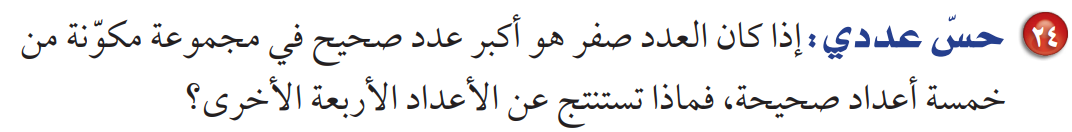 ٢٤ حسّ عددي: إذا كان العدد صفر هو أكبر عدد صحيح في مجموعة مكوّنة من
خمسة أعداد صحيحة، فماذا تستنتج عن الأعداد الأربعة الأخرى؟